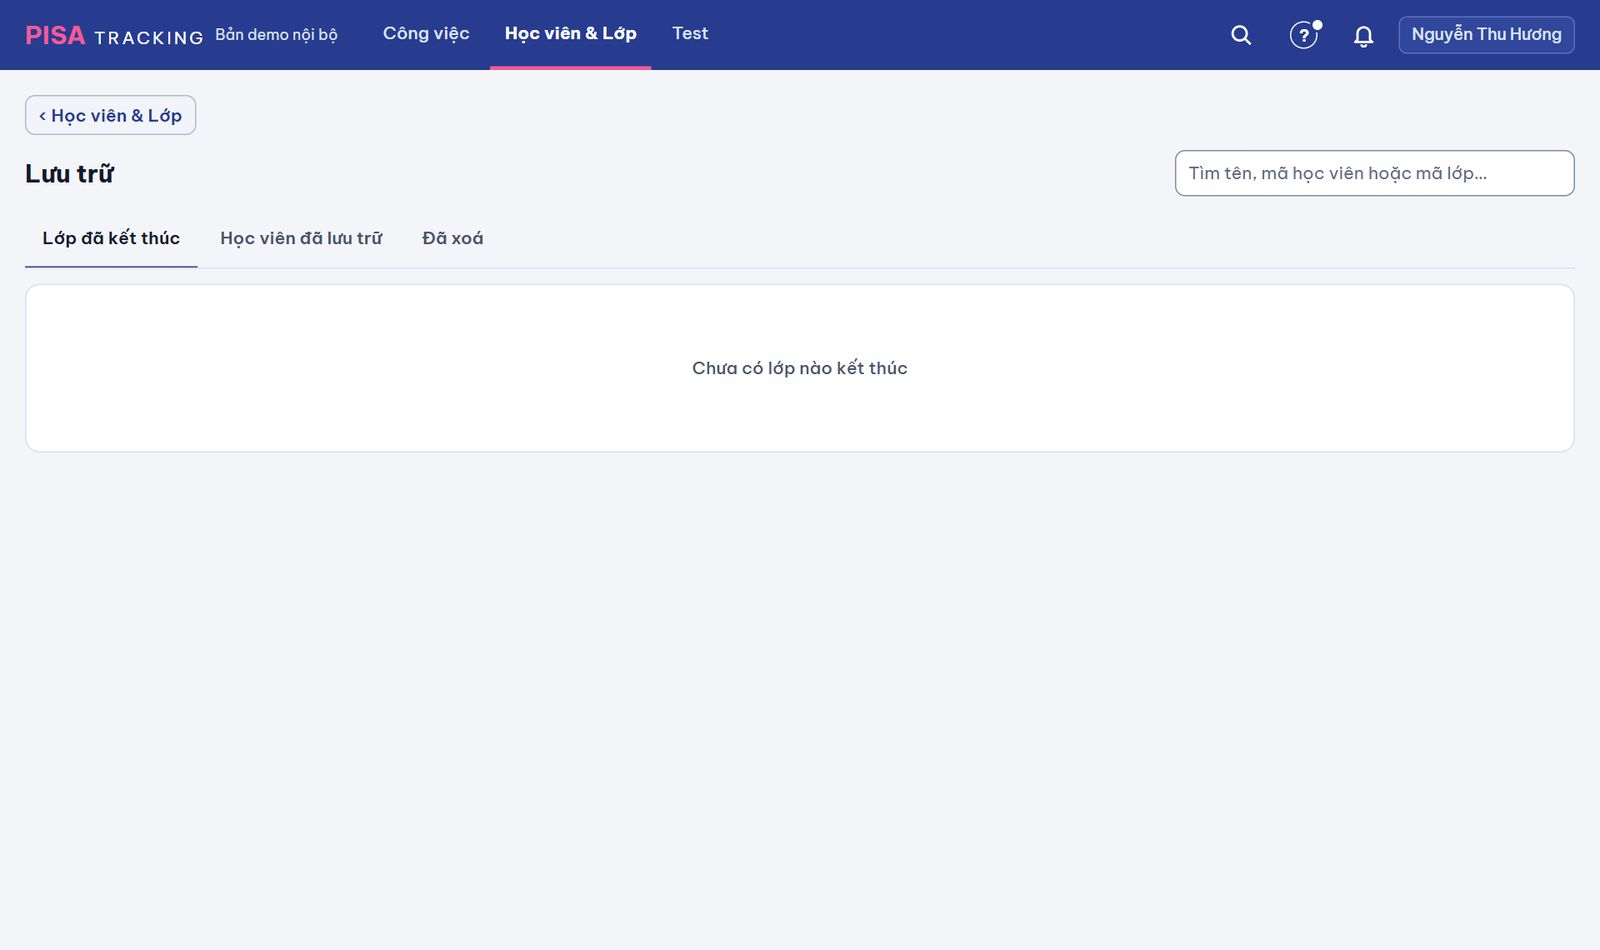 PISA TRACKING Bản demo nội bộ Công việc Học viên & Lớp Test ? Nguyễn Thu Hương
‹ Học viên & Lớp
Lưu trữ Tìm tên, mã học viên hoặc mã lớp...
Lớp đã kết thúc Học viên đã lưu trữ Đã xoá
Chưa có lớp nào kết thúc